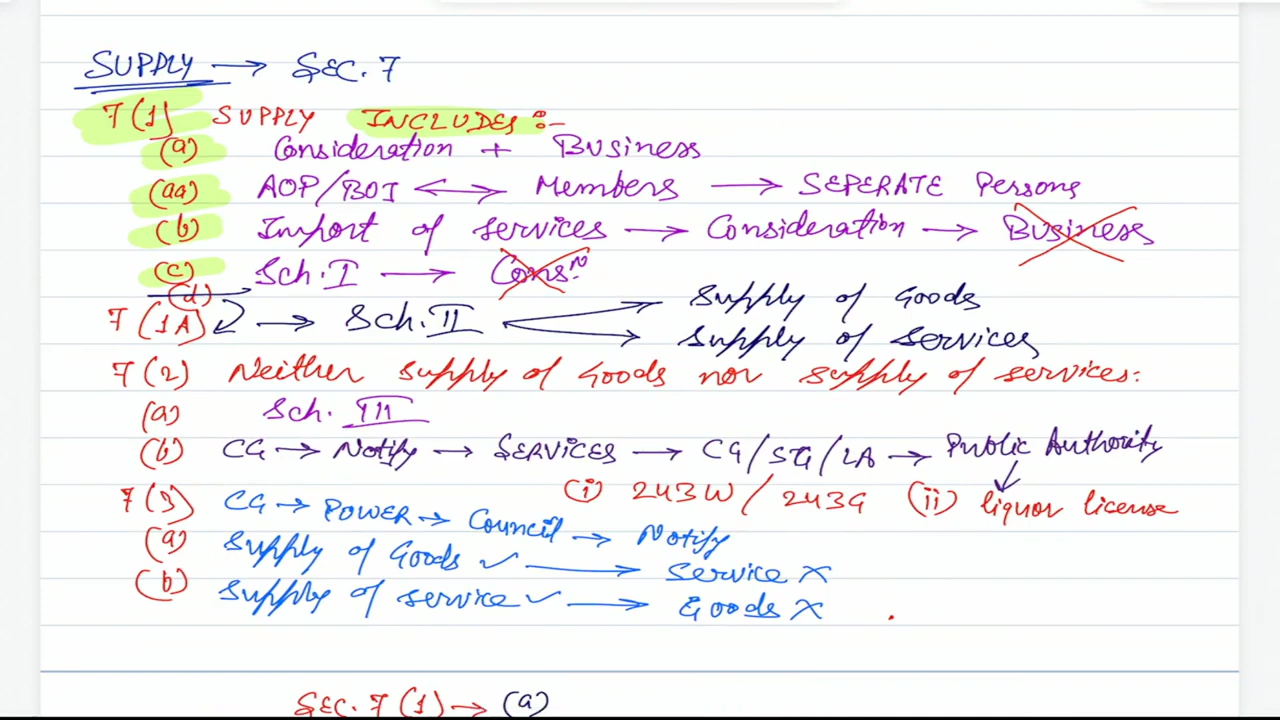 SUPPLY → SEC. 7
7(1) SUPPLY INCLUDES :-
(a) Consideration + Business
(aa) AOP/BOI ↔ Members → SEPERATE Persons
(b) Import of services → Consideration → Business
(c) Sch. I → Consn.
(d)
7(1A) → Sch. II → Supply of Goods
→ Supply of services
7(2) Neither supply of Goods nor supply of services:
(a) Sch. III
(b) CG → Notify → SERVICES → CG/SG/LA → Public Authority
(i) 243W / 243G (ii) liquor license
7(3) CG → POWER → Council → Notify
(a) Supply of Goods ✓ → Service ✗
(b) Supply of service ✓ → Goods ✗
SEC. 7(1) → (a)